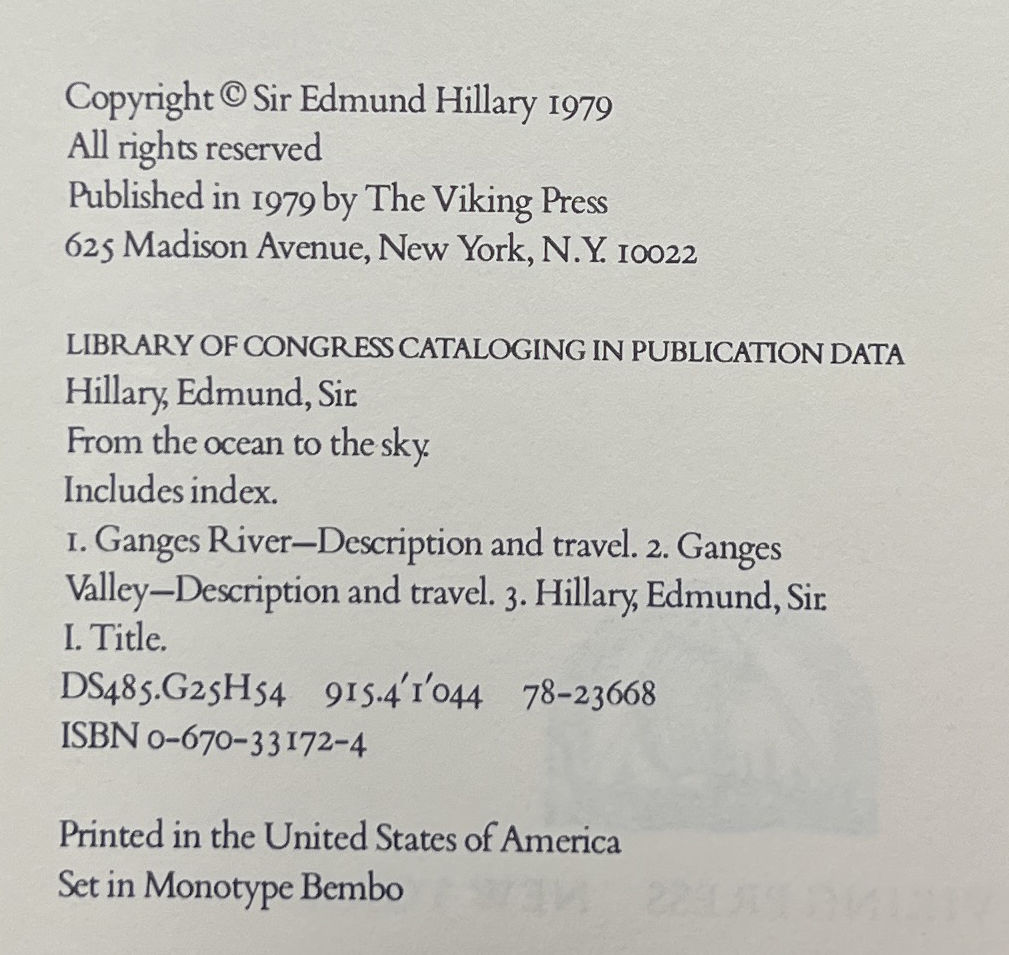 Copyright © Sir Edmund Hillary 1979
All rights reserved
Published in 1979 by The Viking Press
625 Madison Avenue, New York, N.Y. 10022
LIBRARY OF CONGRESS CATALOGING IN PUBLICATION DATA
Hillary, Edmund, Sir.
From the ocean to the sky.
Includes index.
1. Ganges River—Description and travel. 2. Ganges
Valley—Description and travel. 3. Hillary, Edmund, Sir.
I. Title.
DS485.G25H54 915.4′1′044 78-23668
ISBN 0-670-33172-4
Printed in the United States of America
Set in Monotype Bembo